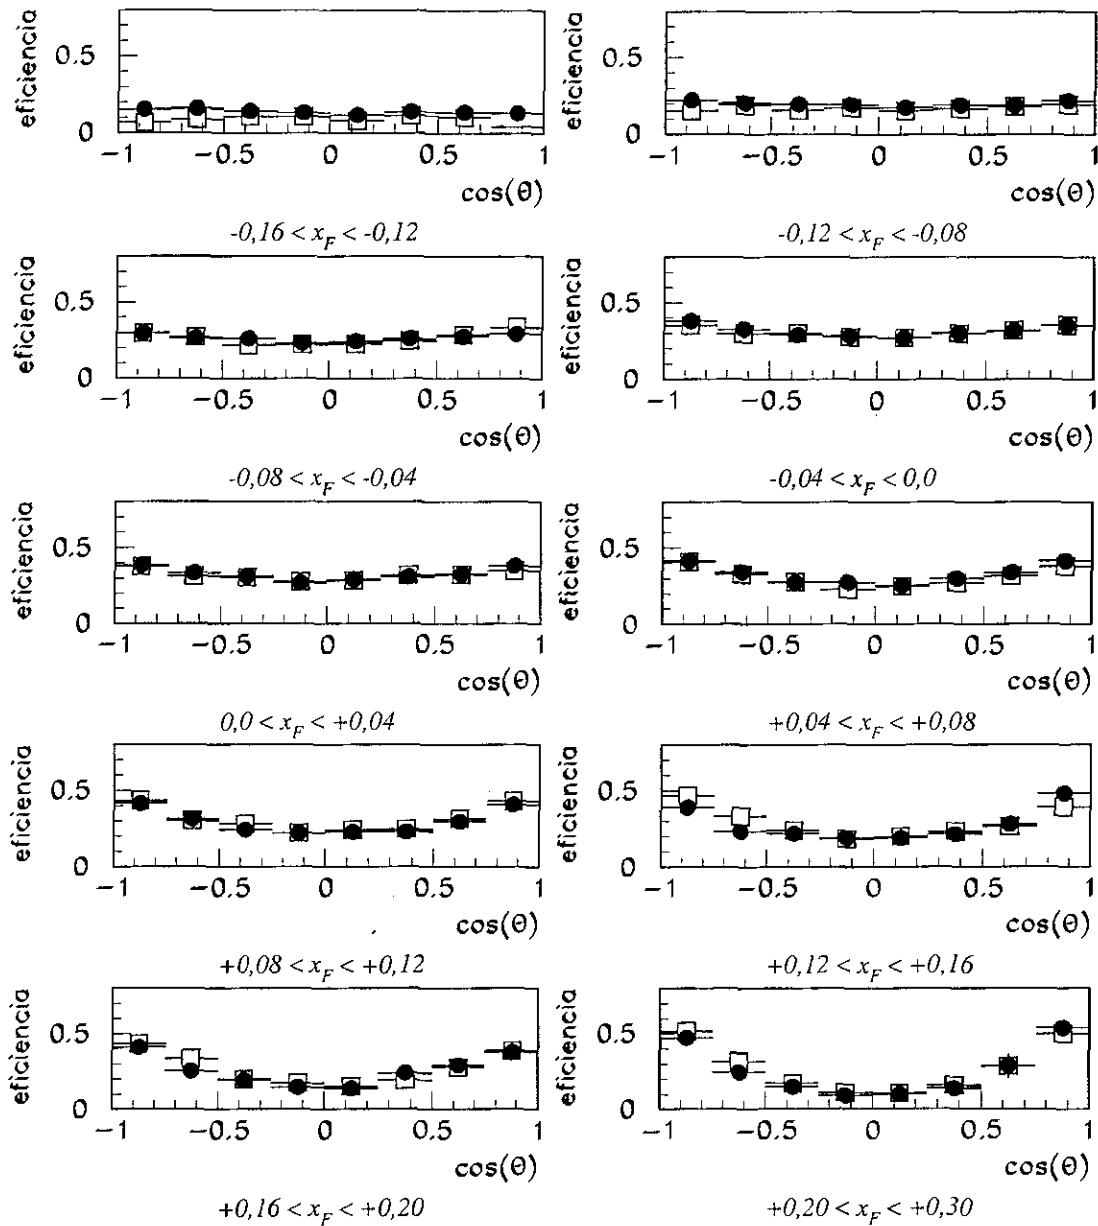 eficiencia
0.5
0
-1 -0.5 0 0.5 1
cos(θ)
-0,16 < x_F < -0,12
eficiencia
0.5
0
-1 -0.5 0 0.5 1
cos(θ)
-0,12 < x_F < -0,08
eficiencia
0.5
0
-1 -0.5 0 0.5 1
cos(θ)
-0,08 < x_F < -0,04
eficiencia
0.5
0
-1 -0.5 0 0.5 1
cos(θ)
-0,04 < x_F < 0,0
eficiencia
0.5
0
-1 -0.5 0 0.5 1
cos(θ)
0,0 < x_F < +0,04
eficiencia
0.5
0
-1 -0.5 0 0.5 1
cos(θ)
+0,04 < x_F < +0,08
eficiencia
0.5
0
-1 -0.5 0 0.5 1
cos(θ)
+0,08 < x_F < +0,12
eficiencia
0.5
0
-1 -0.5 0 0.5 1
cos(θ)
+0,12 < x_F < +0,16
eficiencia
0.5
0
-1 -0.5 0 0.5 1
cos(θ)
+0,16 < x_F < +0,20
eficiencia
0.5
0
-1 -0.5 0 0.5 1
cos(θ)
+0,20 < x_F < +0,30